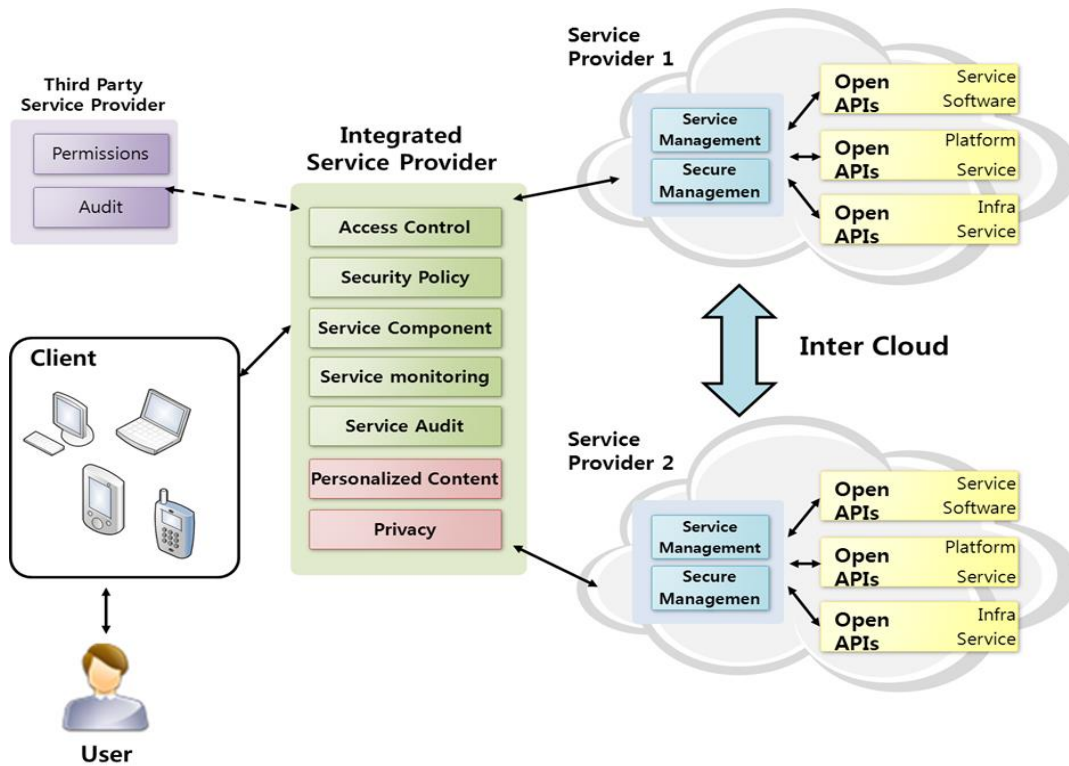 Third Party
Service Provider
Permissions
Audit
Client
User
Integrated
Service Provider
Access Control
Security Policy
Service Component
Service monitoring
Service Audit
Personalized Content
Privacy
Service
Provider 1
Service
Management
Secure
Managemen
Open
APIs
Service
Software
Open
APIs
Platform
Service
Open
APIs
Infra
Service
Inter Cloud
Service
Provider 2
Service
Management
Secure
Managemen
Open
APIs
Service
Software
Open
APIs
Platform
Service
Open
APIs
Infra
Service